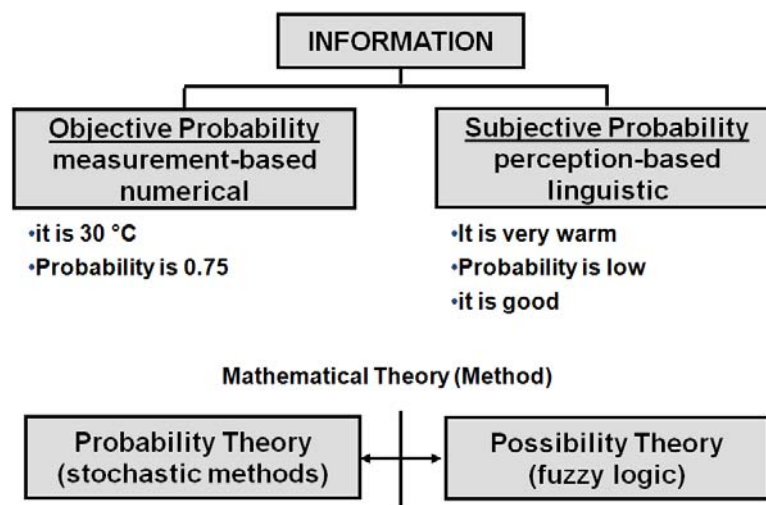 INFORMATION
Objective Probability
measurement-based
numerical
•it is 30 °C
•Probability is 0.75
Subjective Probability
perception-based
linguistic
•It is very warm
•Probability is low
•it is good
Mathematical Theory (Method)
Probability Theory
(stochastic methods)
Possibility Theory
(fuzzy logic)